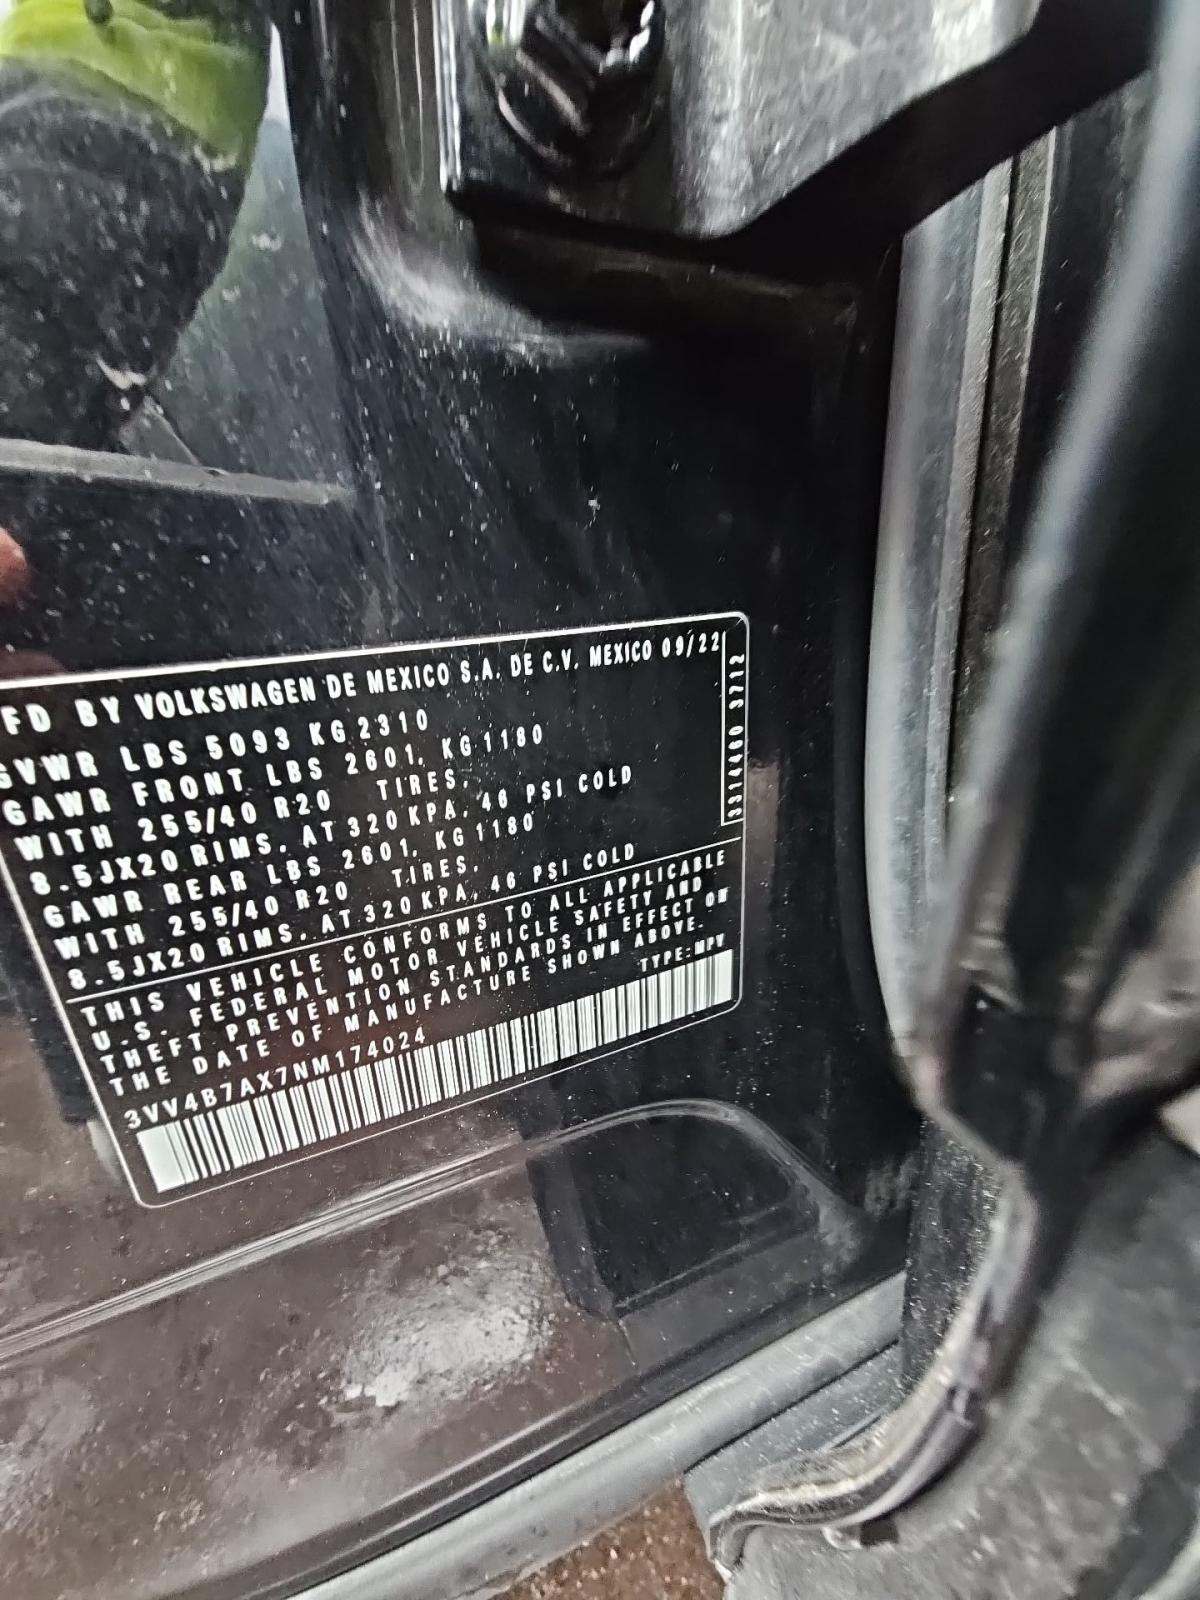 FD BY VOLKSWAGEN DE MEXICO S.A. DE C.V. MEXICO 09/22
GVWR LBS 5093 KG 2310
GAWR FRONT LBS 2601, KG 1180
WITH 255/40 R20 TIRES,
8.5JX20 RIMS, AT 320 KPA, 46 PSI COLD
GAWR REAR LBS 2601, KG 1180
WITH 255/40 R20 TIRES,
8.5JX20 RIMS, AT 320 KPA, 46 PSI COLD
THIS VEHICLE CONFORMS TO ALL APPLICABLE
U.S. FEDERAL MOTOR VEHICLE SAFETY AND
THEFT PREVENTION STANDARDS IN EFFECT ON
THE DATE OF MANUFACTURE SHOWN ABOVE.
3VV4B7AX7NM174024 TYPE:MPV
3712